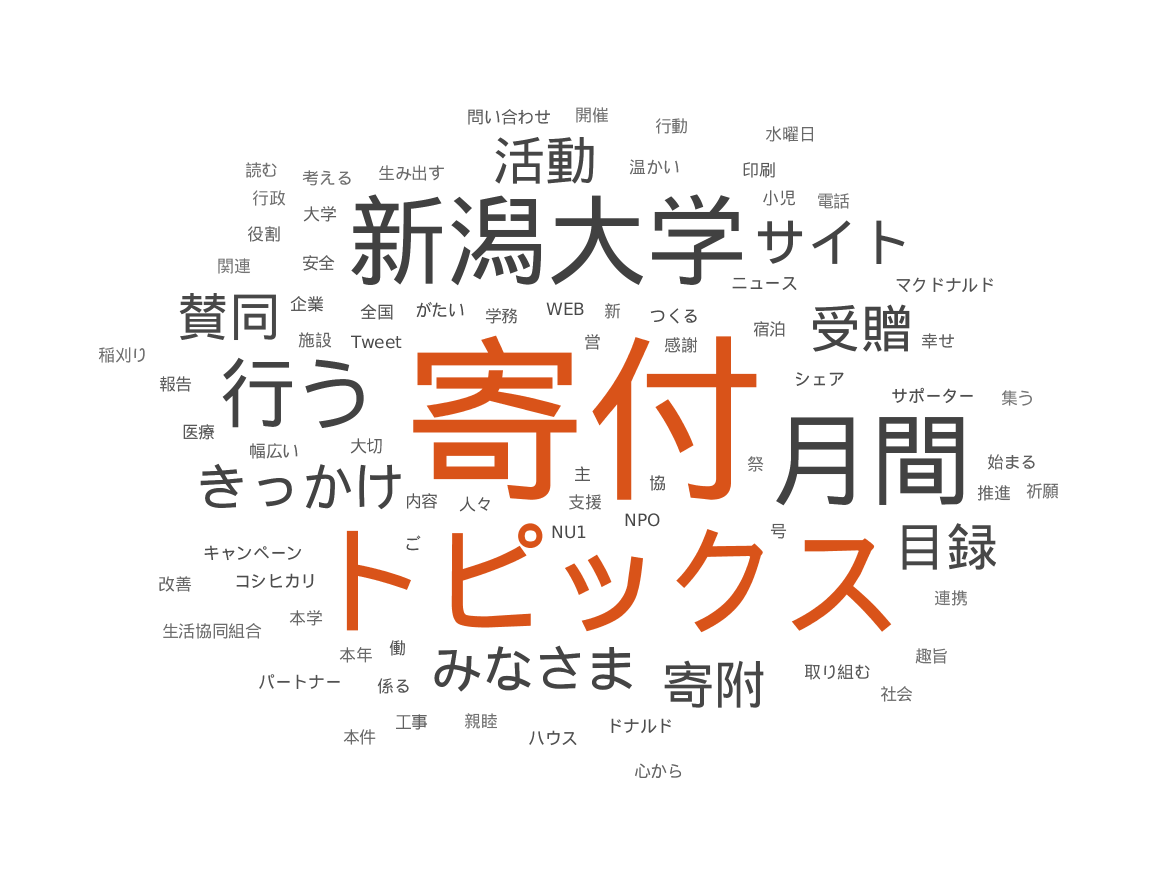 問い合わせ 開催
行動
水曜日
活動
読む 考える 生み出す 温かい 印刷
行政 大学 小児 電話
新潟大学 サイト
役割
関連 安全
ニュース マクドナルド
賛同 企業 全国 がたい 学務 WEB 新 つくる 受贈
宿泊
稲刈り 施設 Tweet 営 感謝 幸せ
報告 行う 寄付 シェア サポーター 集う
医療
幅広い 大切
月間
祭 始まる
きっかけ 内容 人々 主 支援 協 推進 祈願
NU1 NPO 号
目録
キャンペーン ご トピックス
改善 コシヒカリ
連携
生活協同組合 本学
本年 働 みなさま 寄附 取り組む 趣旨
パートナー 係る 社会
本件 工事 親睦 ハウス ドナルド
心から